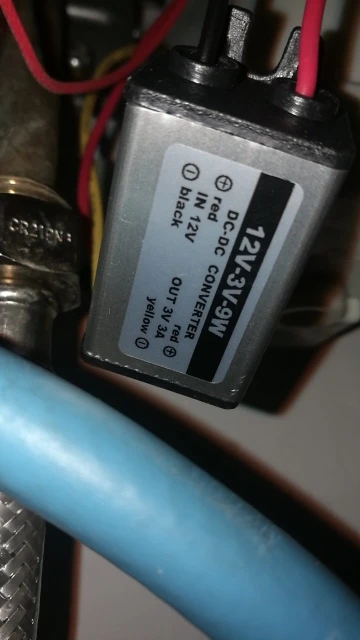 12V-3V-9W
DC-DC CONVERTER
⊕ red red ⊕
IN 12V OUT 3V 3A
⊖ black yellow ⊖